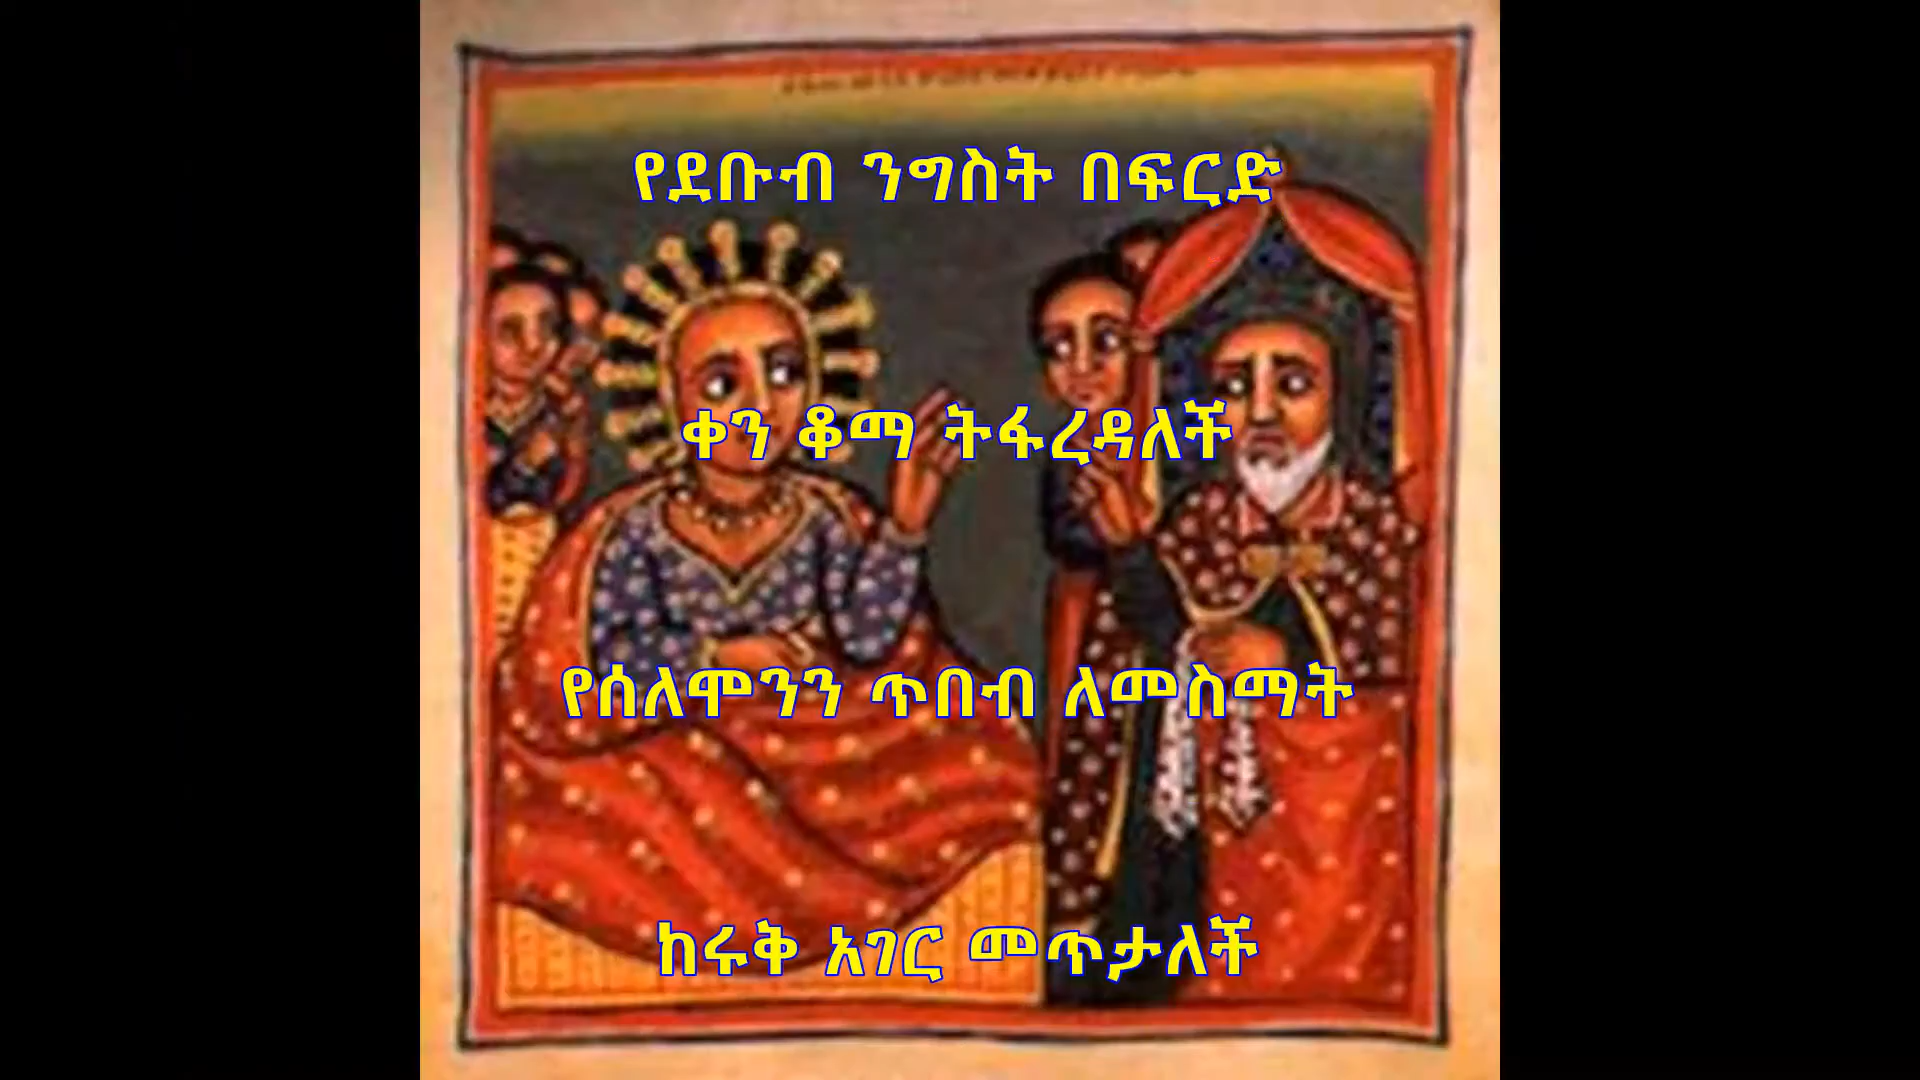 የደቡብ ንግስት በፍርድ
ቀን ቆማ ትፋረዳለች
የሰለሞንን ጥበብ ለመስማት
ከሩቅ አገር መጥታለች